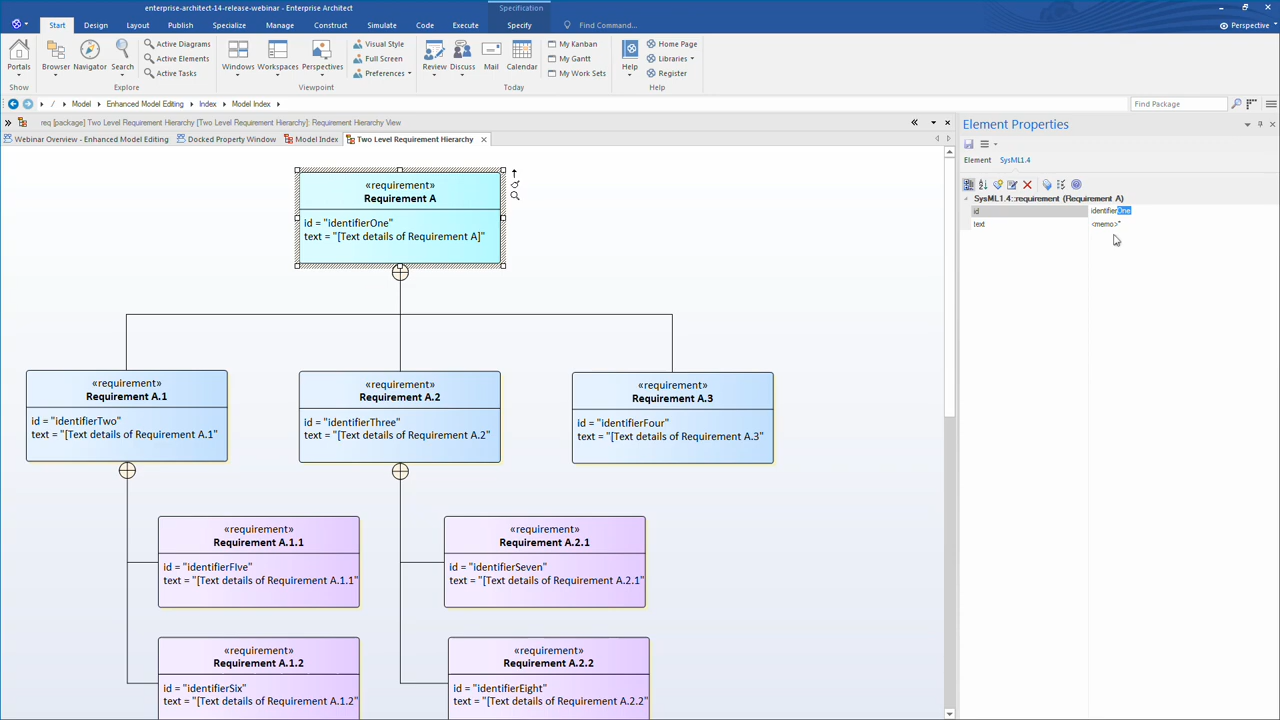 enterprise-architect-14-release-webinar - Enterprise Architect
Specification
Start Design Layout Publish Specialize Manage Construct Simulate Code Execute Specify Find Command...
Perspective
Portals
Browser Navigator Search
Active Diagrams
Active Elements
Active Tasks
Windows Workspaces Perspectives
Visual Style
Full Screen
Preferences
Review Discuss Mail Calendar
My Kanban
My Gantt
My Work Sets
Help
Home Page
Libraries
Register
Show Explore Viewpoint Today Help
/ Model Enhanced Model Editing Index Model Index
Find Package
req [package] Two Level Requirement Hierarchy [Two Level Requirement Hierarchy]: Requirement Hierarchy View
Webinar Overview - Enhanced Model Editing Docked Property Window Model Index Two Level Requirement Hierarchy
«requirement»
Requirement A
id = "identifierOne"
text = "[Text details of Requirement A]"
«requirement»
Requirement A.1
id = "identifierTwo"
text = "[Text details of Requirement A.1"
«requirement»
Requirement A.2
id = "identifierThree"
text = "[Text details of Requirement A.2"
«requirement»
Requirement A.3
id = "identifierFour"
text = "[Text details of Requirement A.3"
«requirement»
Requirement A.1.1
id = "identifierFIve"
text = "[Text details of Requirement A.1.1"
«requirement»
Requirement A.2.1
id = "identifierSeven"
text = "[Text details of Requirement A.2.1"
«requirement»
Requirement A.1.2
id = "identifierSix"
text = "[Text details of Requirement A.1.2"
«requirement»
Requirement A.2.2
id = "identifierEight"
text = "[Text details of Requirement A.2.2"
Element Properties
Element SysML1.4
SysML1.4::requirement (Requirement A)
id identifierOne
text <memo>*